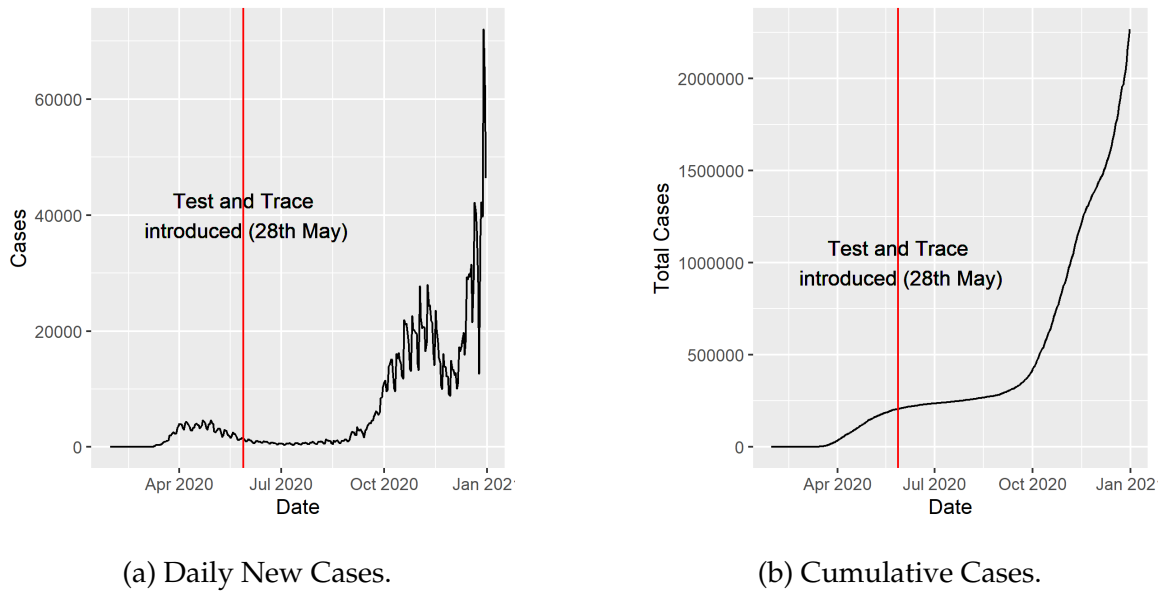 60000
40000
20000
0
Cases
Test and Trace
introduced (28th May)
Apr 2020 Jul 2020 Oct 2020 Jan 202
Date
(a) Daily New Cases.
2000000
1500000
1000000
500000
0
Total Cases
Test and Trace
introduced (28th May)
Apr 2020 Jul 2020 Oct 2020 Jan 202
Date
(b) Cumulative Cases.